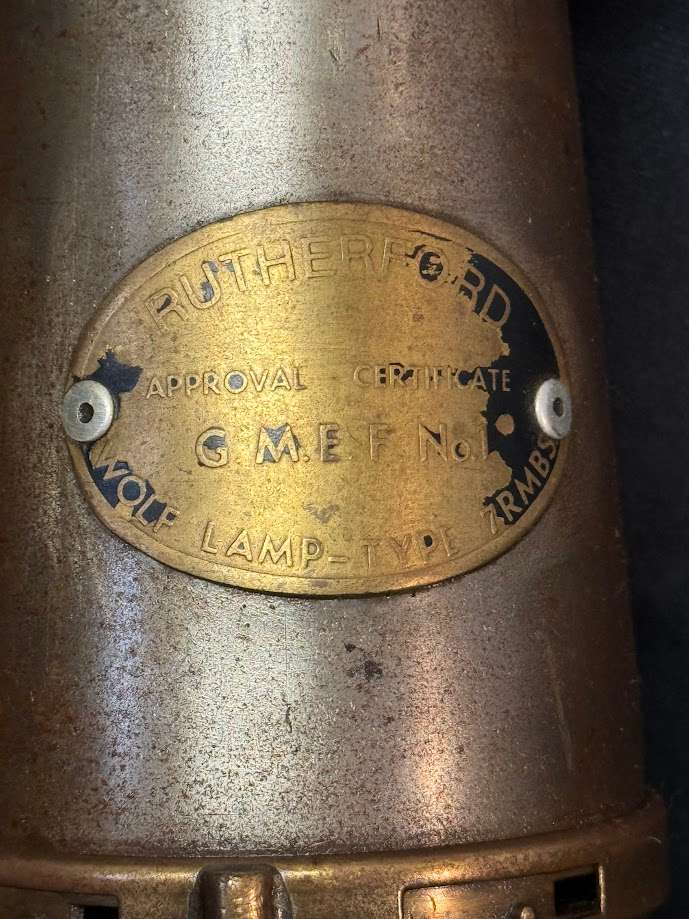 RUTHERFORD
APPROVAL CERTIFICATE
G.M.E.F No.1
WOLF LAMP-TYPE 7RMBS